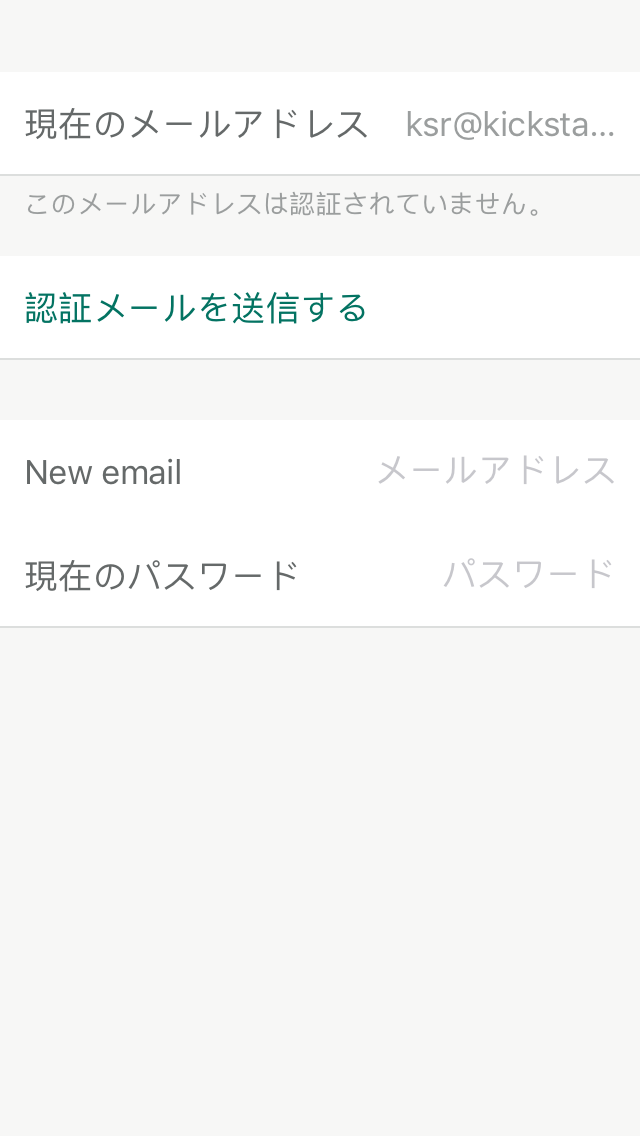 現在のメールアドレス ksr@kicksta...
このメールアドレスは認証されていません。
認証メールを送信する
New email メールアドレス
現在のパスワード パスワード